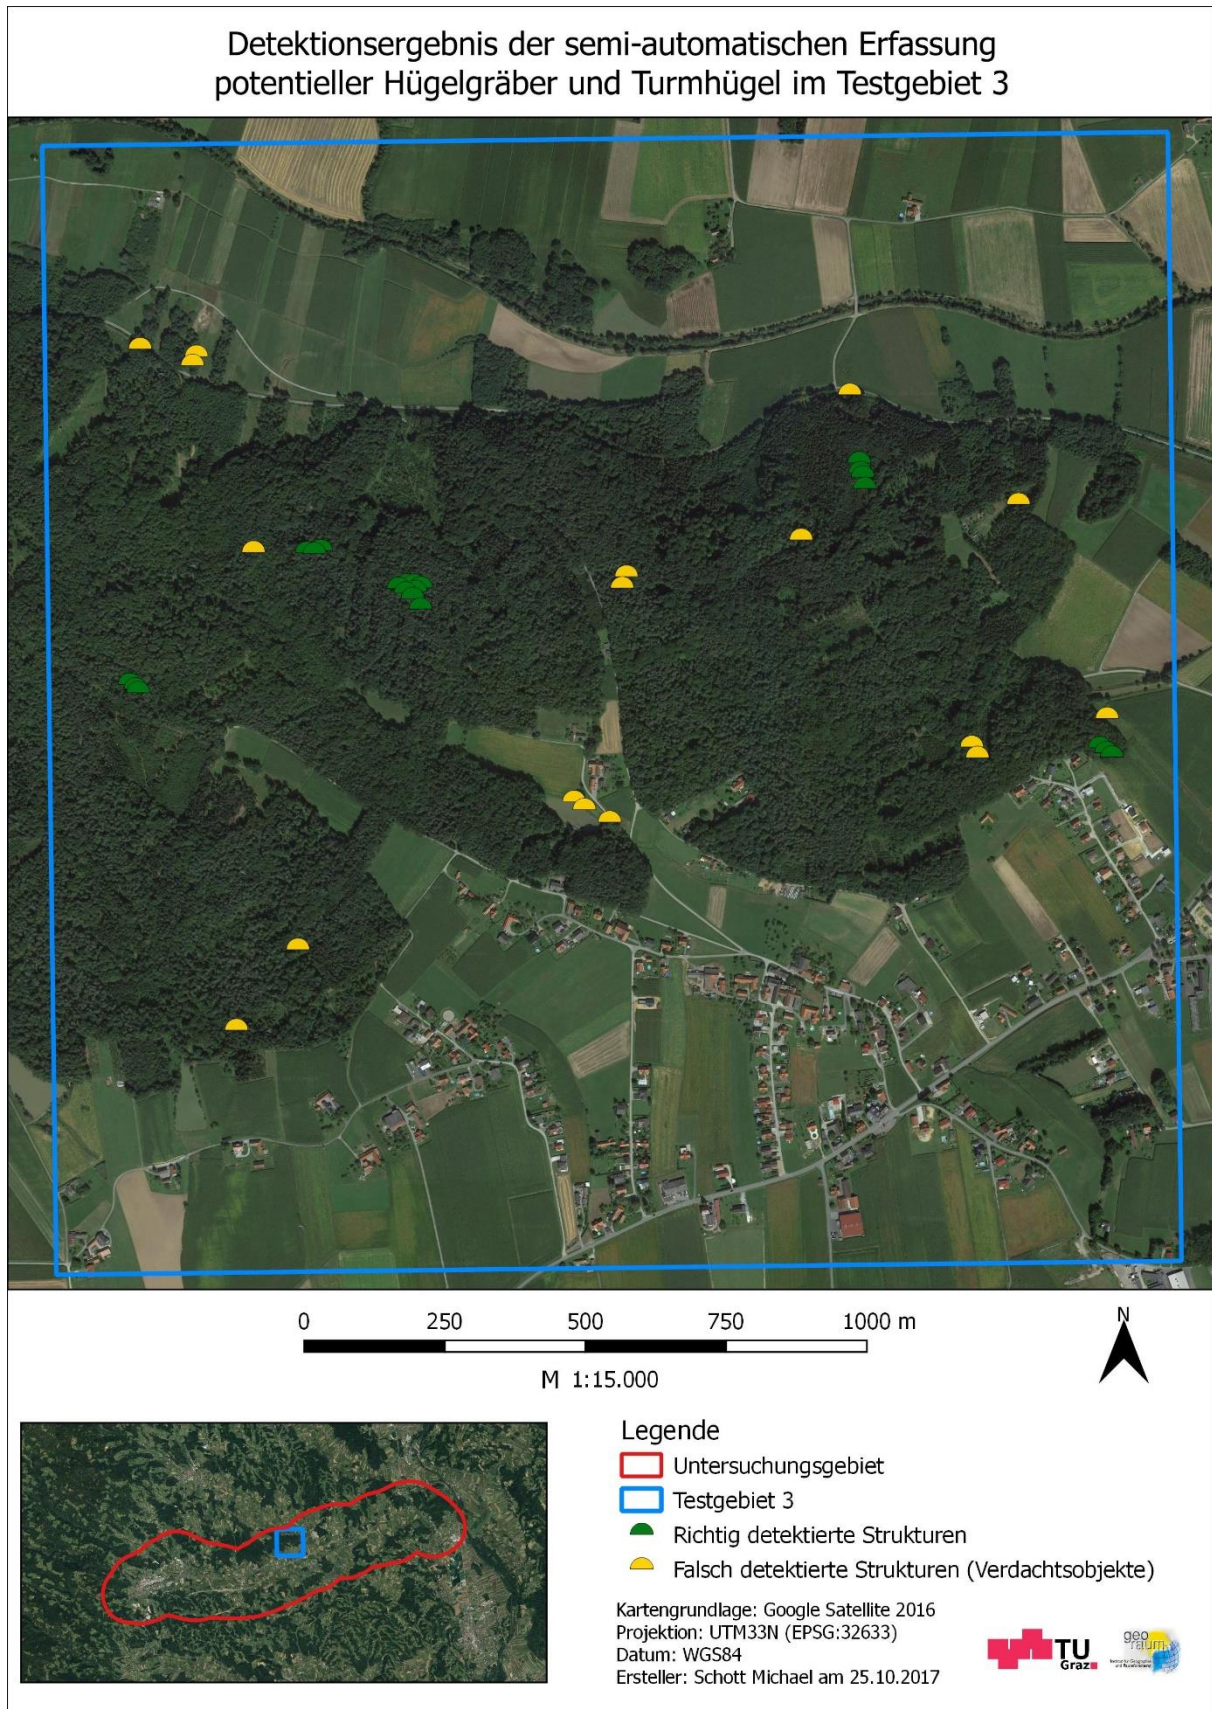 Detektionsergebnis der semi-automatischen Erfassung
potentieller Hügelgräber und Turmhügel im Testgebiet 3
0 250 500 750 1000 m
M 1:15.000
N
Legende
Untersuchungsgebiet
Testgebiet 3
Richtig detektierte Strukturen
Falsch detektierte Strukturen (Verdachtsobjekte)
Kartengrundlage: Google Satellite 2016
Projektion: UTM33N (EPSG:32633)
Datum: WGS84
Ersteller: Schott Michael am 25.10.2017
TU
Graz
geo
raum